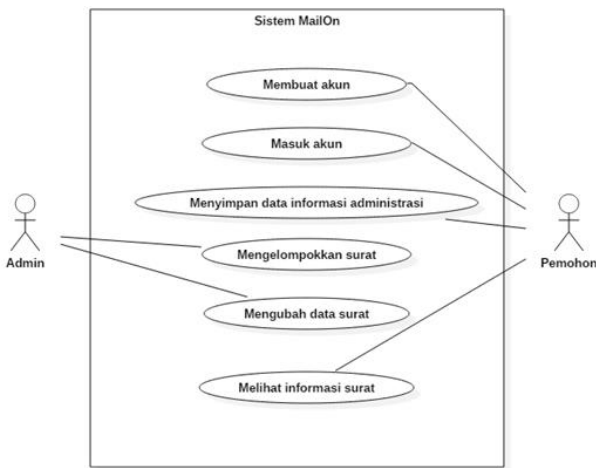 Sistem MailOn
Membuat akun
Masuk akun
Menyimpan data informasi administrasi
Mengelompokkan surat
Admin
Pemohon
Mengubah data surat
Melihat informasi surat